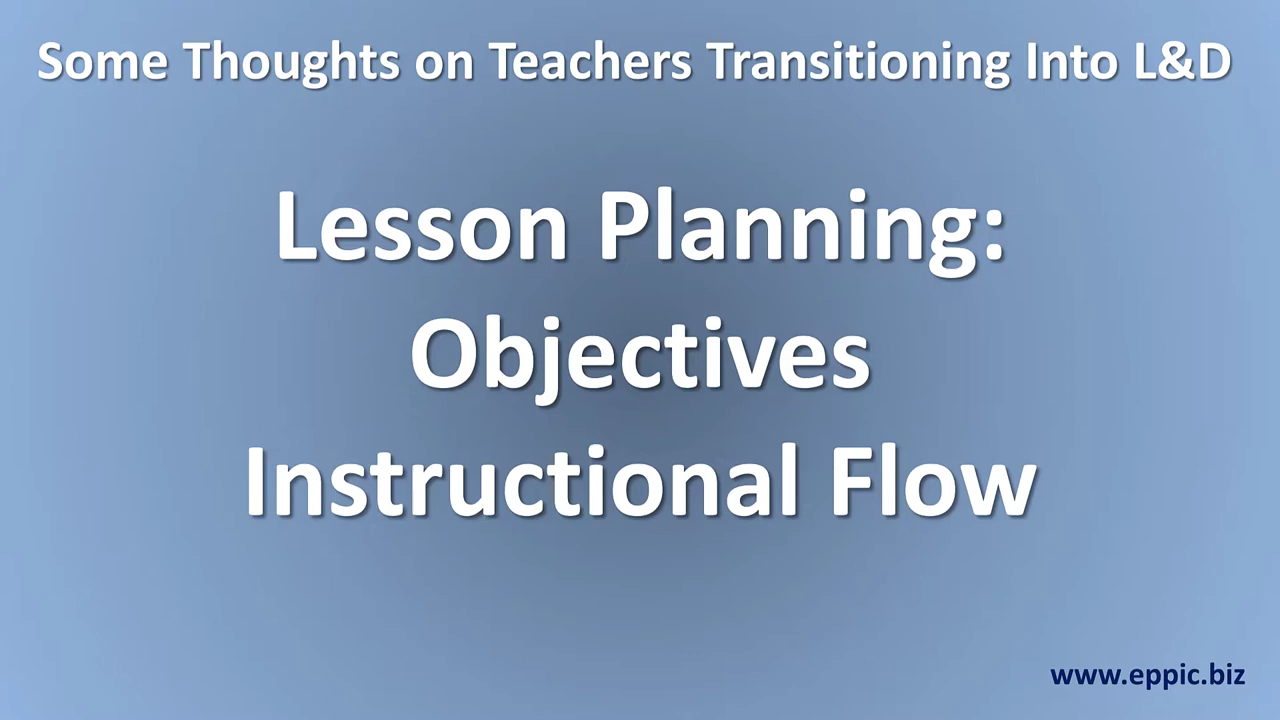 Some Thoughts on Teachers Transitioning Into L&D
Lesson Planning:
Objectives
Instructional Flow
www.eppic.biz